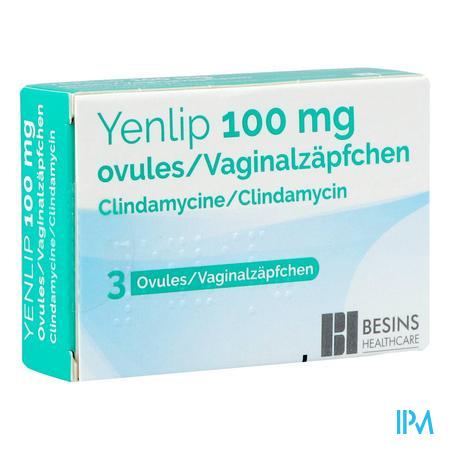 Yenlip 100 mg
ovules/Vaginalzäpfchen
Clindamycine/Clindamycin
3 Ovules/Vaginalzäpfchen
BESINS
HEALTHCARE
YENLIP 100 mg
Ovules/Vaginalzäpfchen
Clindamycine/Clindamycin
IPM